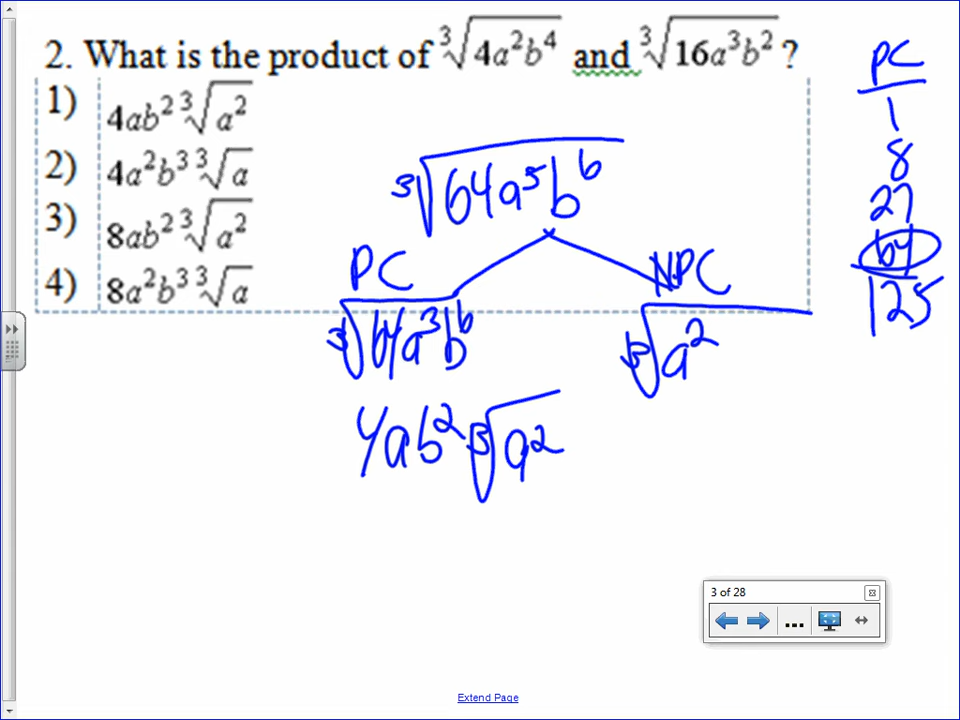 2. What is the product of ∛(4a²b⁴) and ∛(16a³b²) ?
1) 4ab² ∛(a²)
2) 4a²b³ ∛a
3) 8ab² ∛(a²)
4) 8a²b³ ∛a
PC
1
8
27
64
125
∛(64a⁵b⁶)
PC NPC
∛(64a³b⁶) ∛(a²)
4ab² ∛(a²)
3 of 28
...
Extend Page